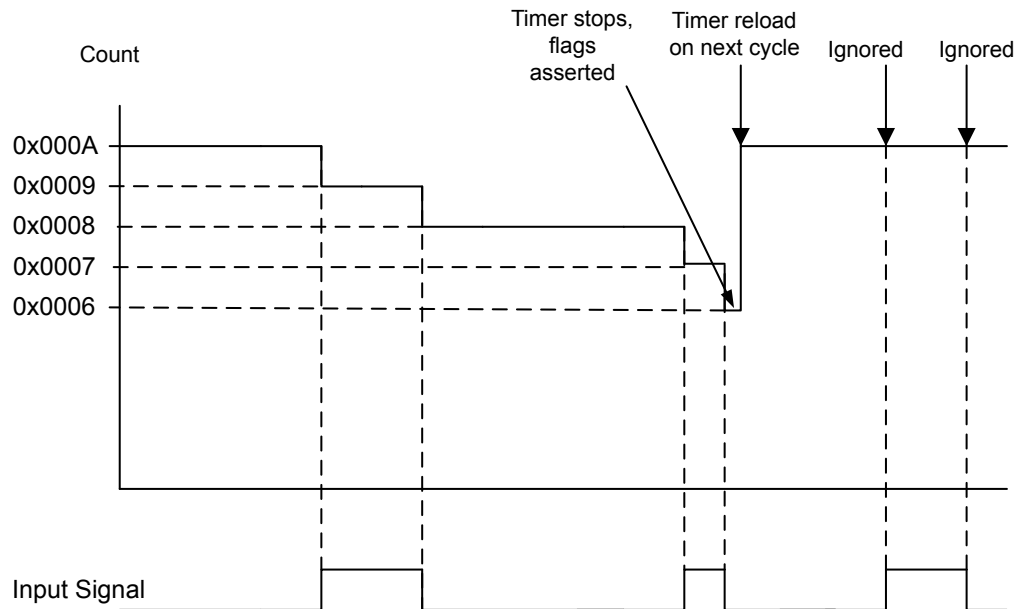 Timer stops,
flags
asserted
Timer reload
on next cycle
Ignored
Ignored
Count
0x000A
0x0009
0x0008
0x0007
0x0006
Input Signal